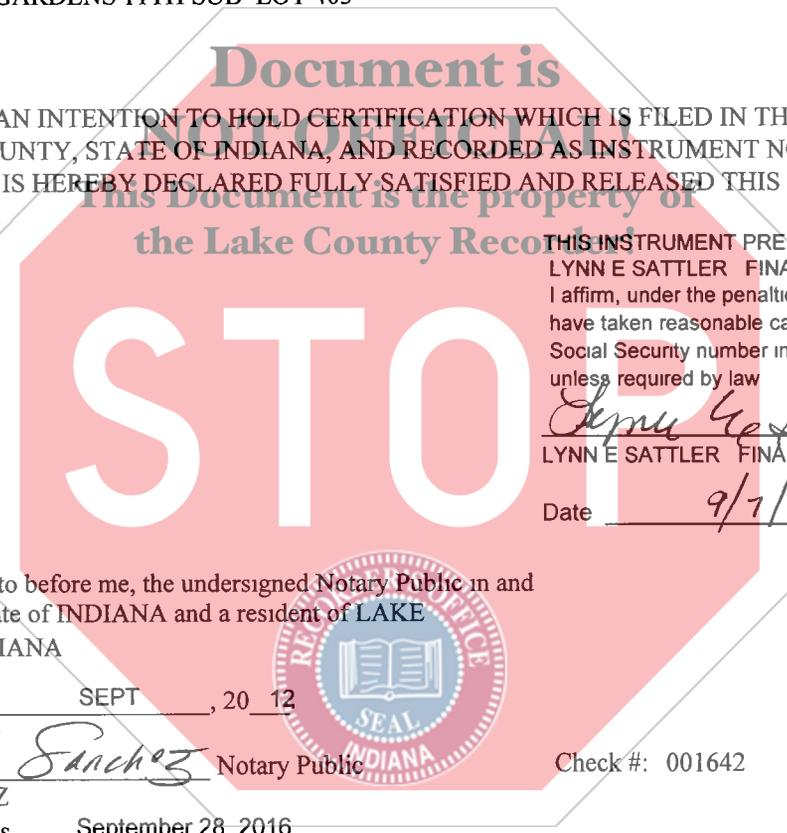 GARDENS 11TH SUB LOT 403
Document is
NOT OFFICIAL!
AN INTENTION TO HOLD CERTIFICATION WHICH IS FILED IN TH
UNTY, STATE OF INDIANA, AND RECORDED AS INSTRUMENT N
IS HEREBY DECLARED FULLY SATISFIED AND RELEASED THIS
This Document is the property of
the Lake County Recorder!
THIS INSTRUMENT PRE
LYNN E SATTLER FINA
I affirm, under the penalti
have taken reasonable ca
Social Security number in
unless required by law
STOP
Lynn
LYNN E SATTLER FINA
Date 9/7/
to before me, the undersigned Notary Public in and
te of INDIANA and a resident of LAKE
IANA
RECORDER'S OFFICE
SEAL
INDIANA
SEPT , 20 12
Sanchez Notary Public
Check #: 001642
Z
s September 28 2016